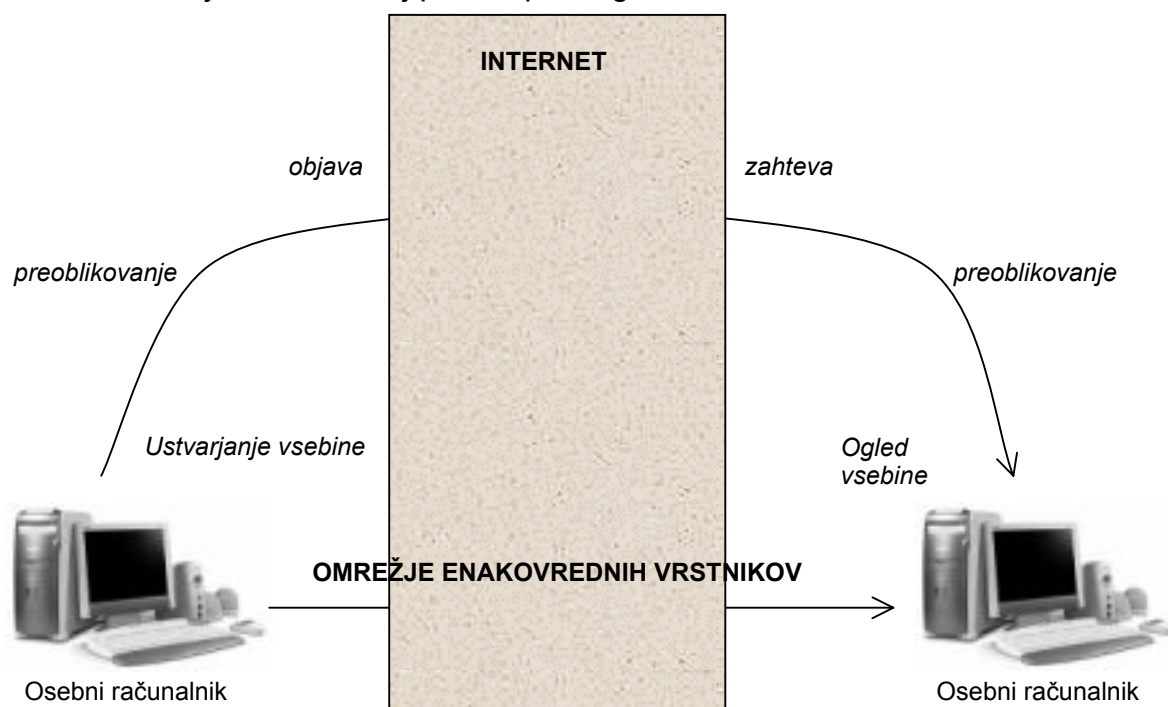 INTERNET
objava
zahteva
preoblikovanje
preoblikovanje
Ustvarjanje vsebine
Ogled
vsebine
OMREŽJE ENAKOVREDNIH VRSTNIKOV
Osebni računalnik
Osebni računalnik